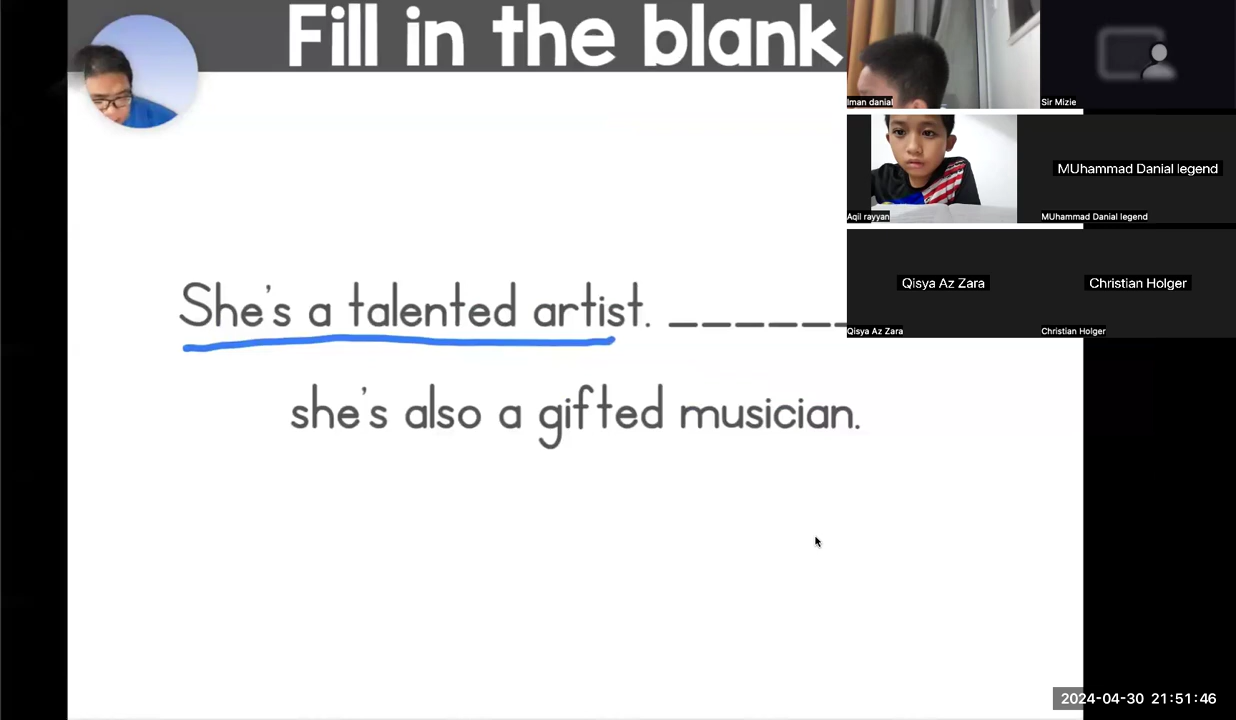 Fill in the blank
She's a talented artist. ______
she's also a gifted musician.
Iman danial
Sir Mizie
Aqil rayyan
MUhammad Danial legend
MUhammad Danial legend
Qisya Az Zara
Christian Holger
Qisya Az Zara
Christian Holger
2024-04-30 21:51:46